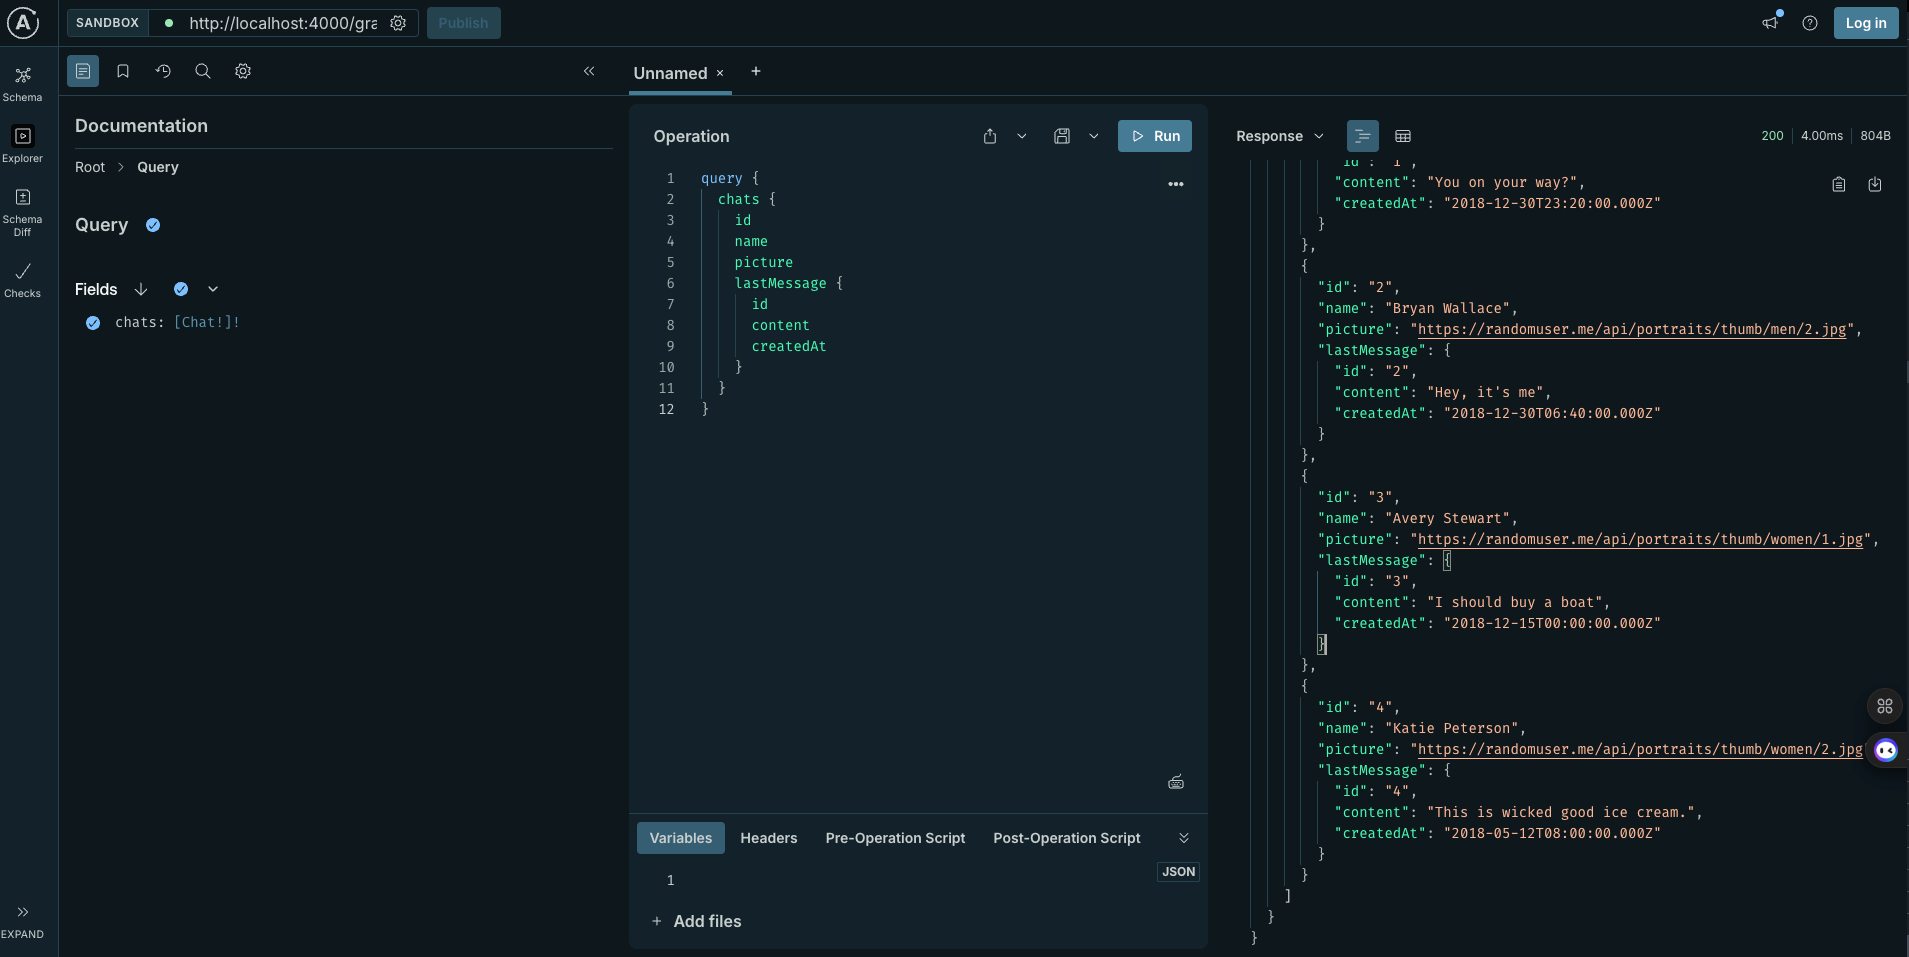 SANDBOX
http://localhost:4000/gra
Publish
Log in
Schema
Explorer
Schema
Diff
Checks
EXPAND
Documentation
Root > Query
Query
Fields
chats: [Chat!]!
Unnamed × +
Operation
Run
1 query {
2 chats {
3 id
4 name
5 picture
6 lastMessage {
7 id
8 content
9 createdAt
10 }
11 }
12 }
Variables Headers Pre-Operation Script Post-Operation Script
JSON
1
+ Add files
Response
200 4.00ms 804B
"id": "1",
"content": "You on your way?",
"createdAt": "2018-12-30T23:20:00.000Z"
}
},
{
"id": "2",
"name": "Bryan Wallace",
"picture": "https://randomuser.me/api/portraits/thumb/men/2.jpg",
"lastMessage": {
"id": "2",
"content": "Hey, it's me",
"createdAt": "2018-12-30T06:40:00.000Z"
}
},
{
"id": "3",
"name": "Avery Stewart",
"picture": "https://randomuser.me/api/portraits/thumb/women/1.jpg",
"lastMessage": {
"id": "3",
"content": "I should buy a boat",
"createdAt": "2018-12-15T00:00:00.000Z"
}
},
{
"id": "4",
"name": "Katie Peterson",
"picture": "https://randomuser.me/api/portraits/thumb/women/2.jpg"
"lastMessage": {
"id": "4",
"content": "This is wicked good ice cream.",
"createdAt": "2018-05-12T08:00:00.000Z"
}
}
]
}
}